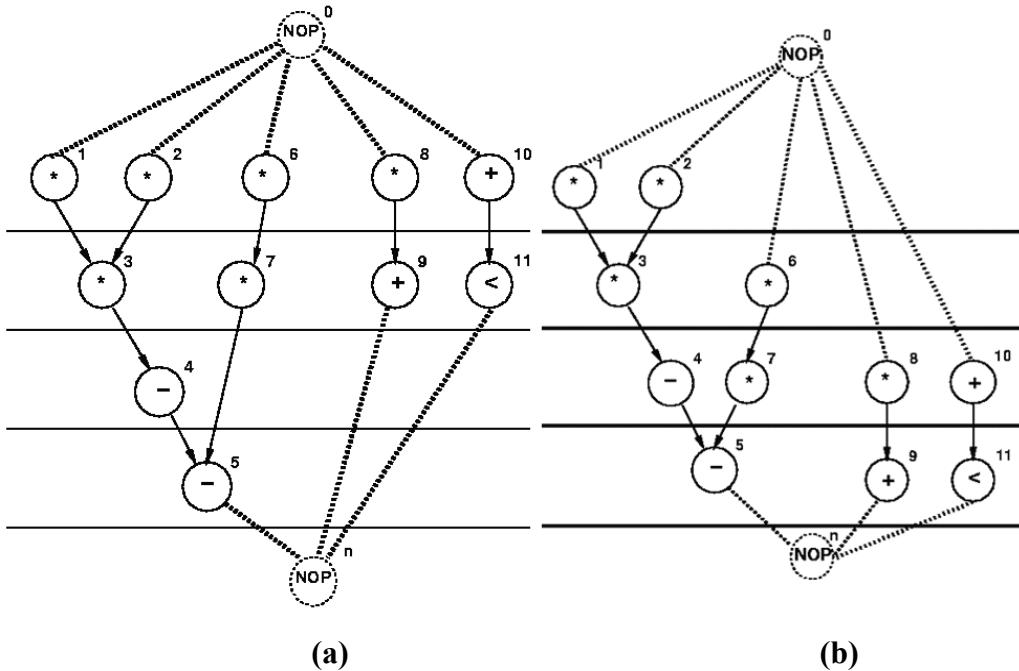 0
NOP
1 2 6 8 10
* * * * +
3 7 9 11
* * + <
4
−
5
−
n
NOP
(a)
0
NOP
1 2
* *
3 6
* *
4 7 8 10
− * * +
5 9 11
− + <
n
NOP
(b)